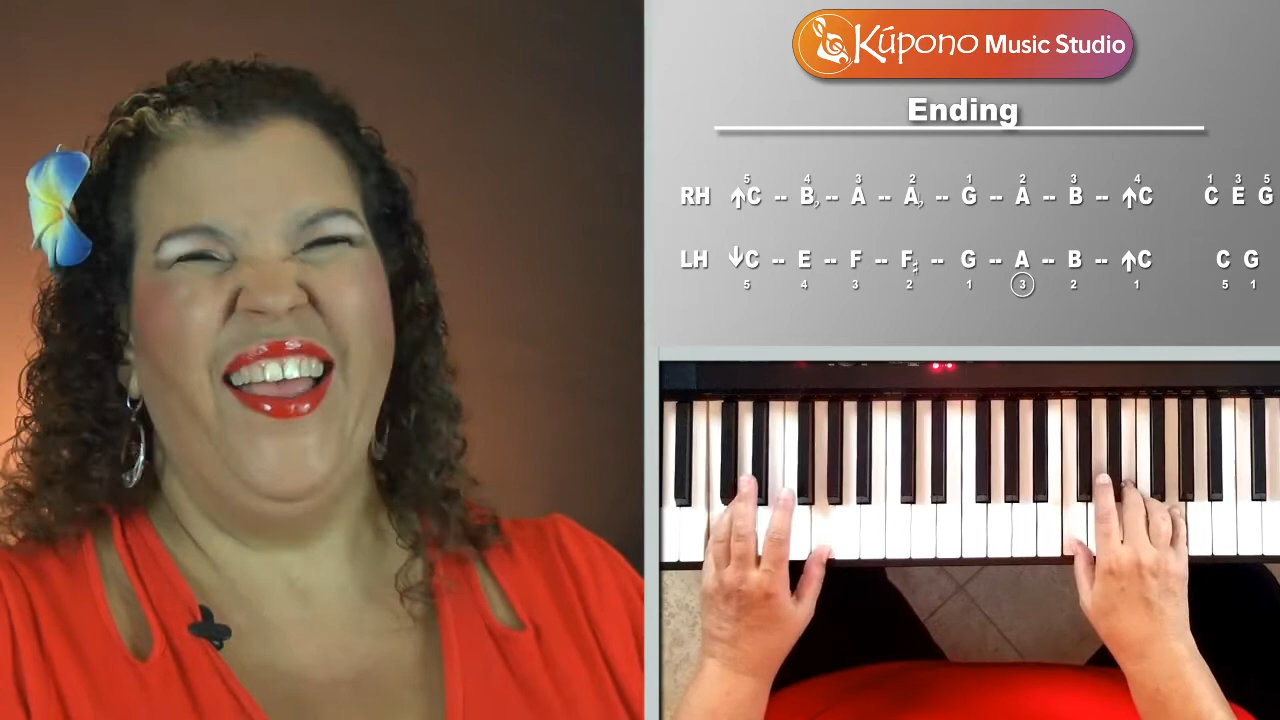 Kúpono Music Studio
Ending
5 4 3 2 1 2 3 4 1 3 5
RH ↑C -- B♭ -- A -- A♭ -- G -- A -- B -- ↑C C E G
LH ↓C -- E -- F -- F♯ -- G -- A -- B -- ↑C C G
5 4 3 2 1 3 2 1 5 1